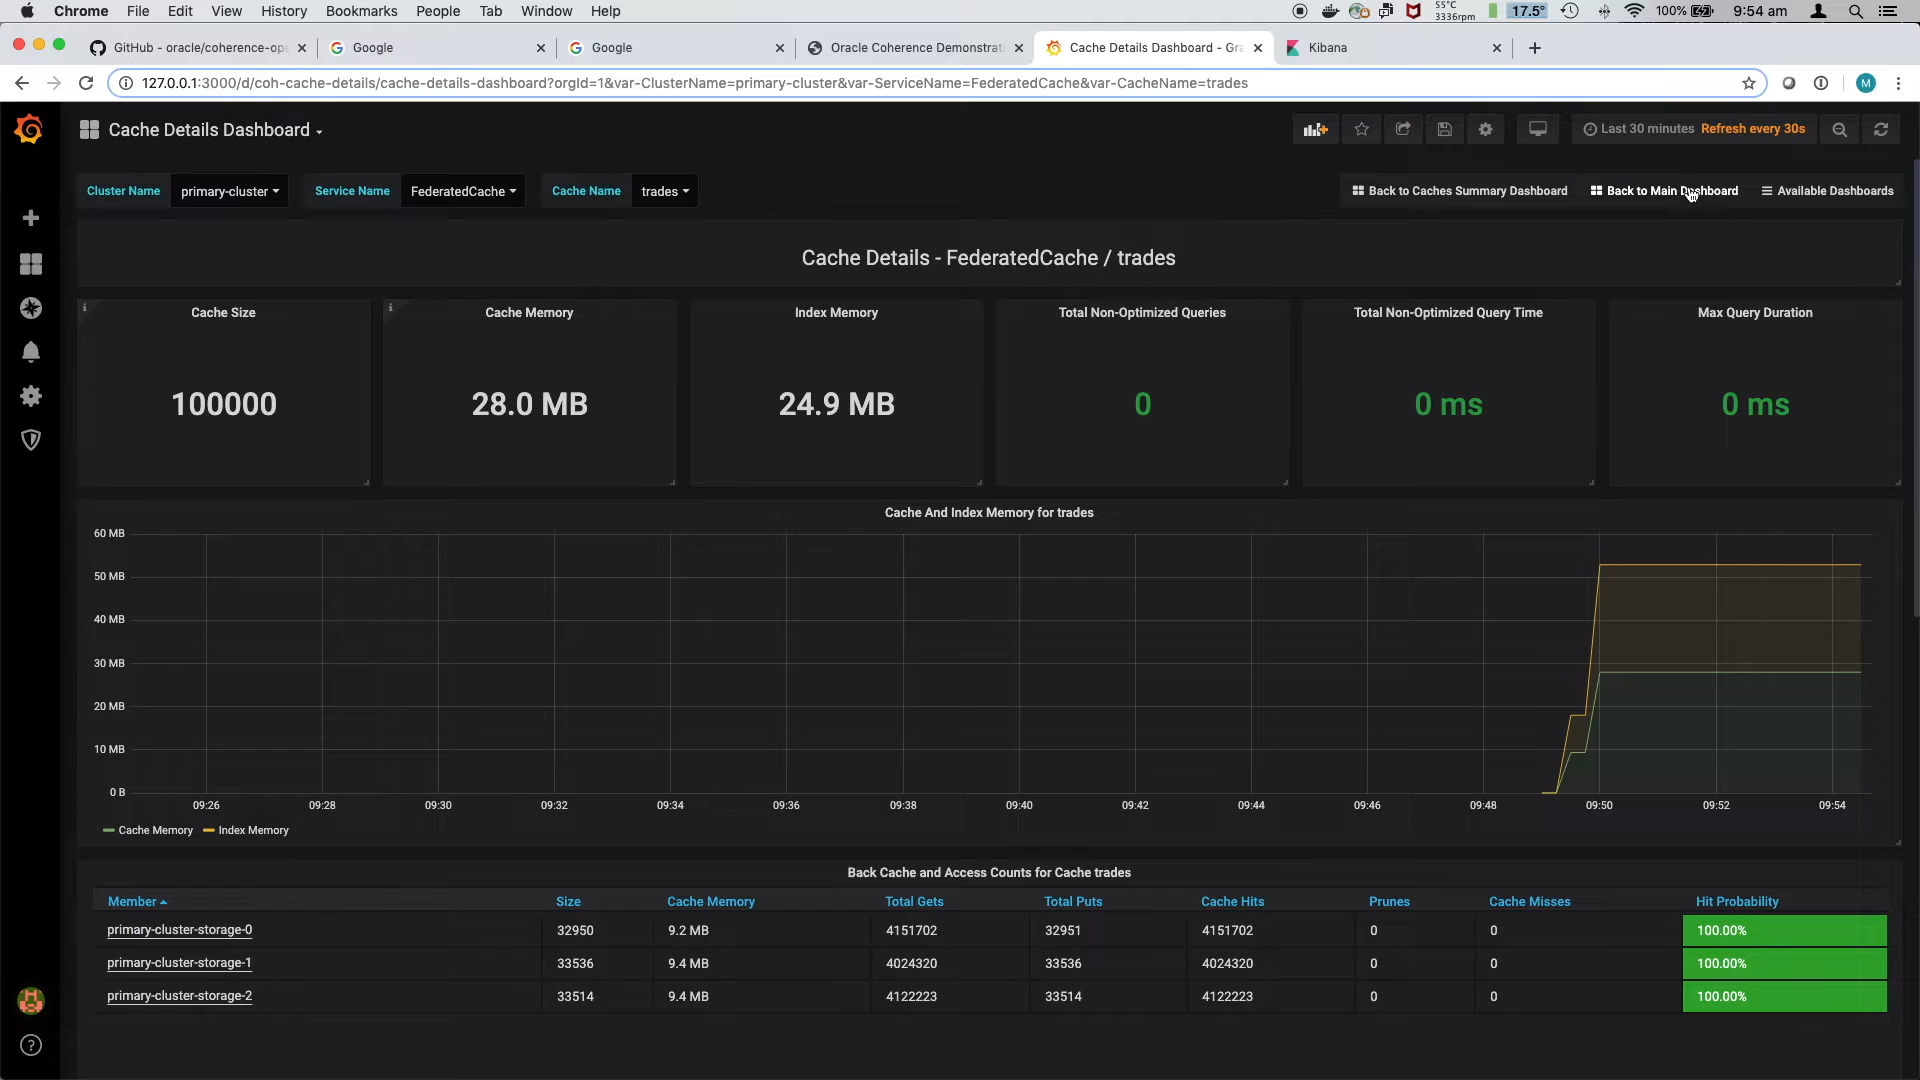 Chrome File Edit View History Bookmarks People Tab Window Help 55°C 3336rpm 17.5° 100% 9:54 am
GitHub - oracle/coherence-ope Google Google Oracle Coherence Demonstrati Cache Details Dashboard - Gra Kibana
127.0.0.1:3000/d/coh-cache-details/cache-details-dashboard?orgId=1&var-ClusterName=primary-cluster&var-ServiceName=FederatedCache&var-CacheName=trades M
Cache Details Dashboard Last 30 minutes Refresh every 30s
Cluster Name primary-cluster Service Name FederatedCache Cache Name trades Back to Caches Summary Dashboard Back to Main Dashboard Available Dashboards
Cache Details - FederatedCache / trades
Cache Size Cache Memory Index Memory Total Non-Optimized Queries Total Non-Optimized Query Time Max Query Duration
100000 28.0 MB 24.9 MB 0 0 ms 0 ms
Cache And Index Memory for trades
60 MB
50 MB
40 MB
30 MB
20 MB
10 MB
0 B
09:26 09:28 09:30 09:32 09:34 09:36 09:38 09:40 09:42 09:44 09:46 09:48 09:50 09:52 09:54
Cache Memory Index Memory
Back Cache and Access Counts for Cache trades
Member Size Cache Memory Total Gets Total Puts Cache Hits Prunes Cache Misses Hit Probability
primary-cluster-storage-0 32950 9.2 MB 4151702 32951 4151702 0 0 100.00%
primary-cluster-storage-1 33536 9.4 MB 4024320 33536 4024320 0 0 100.00%
primary-cluster-storage-2 33514 9.4 MB 4122223 33514 4122223 0 0 100.00%